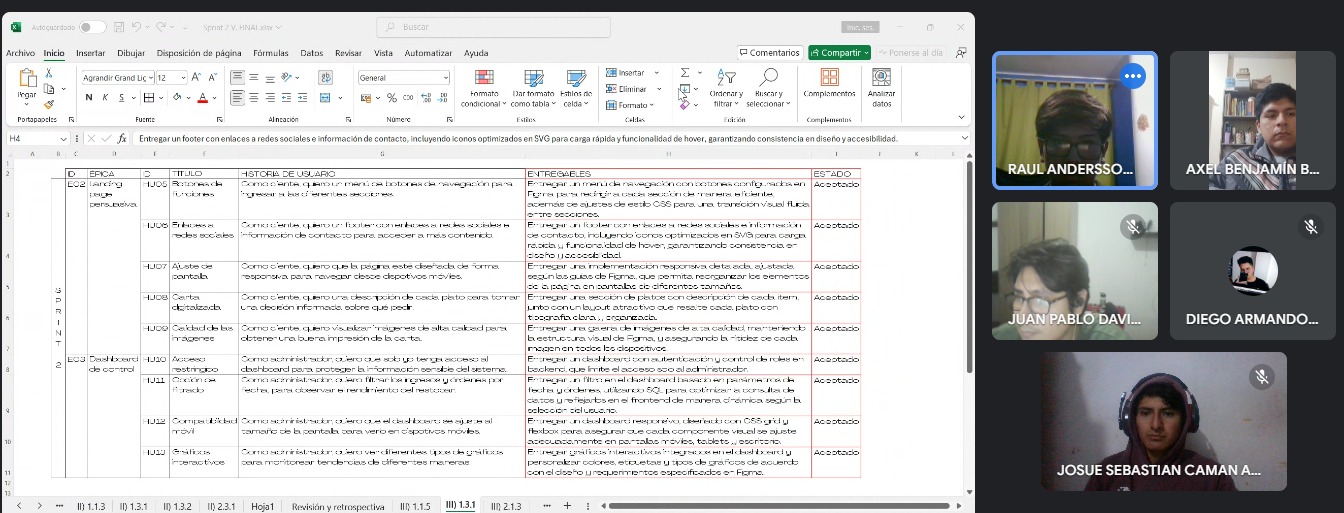 Autoguardado
Sprint 2 V. FINAL.xlsx
Buscar
Inic. ses.
Archivo Inicio Insertar Dibujar Disposición de página Fórmulas Datos Revisar Vista Automatizar Ayuda
Comentarios Compartir Ponerse al día
Pegar
Agrandar Grand Lig 12
N K S
General
Formato condicional
Dar formato como tabla
Estilos de celda
Insertar
Eliminar
Formato
Ordenar y filtrar
Buscar y seleccionar
Complementos
Analizar datos
Portapapeles Fuente Alineación Número Estilos Celdas Edición Complementos
H4 fx Entregar un footer con enlaces a redes sociales e información de contacto, incluyendo íconos optimizados en SVG para carga rápida y funcionalidad de hover, garantizando consistencia en diseño y accesibilidad.
ID EPICA ID TITULO HISTORIA DE USUARIO ENTREGABLES ESTADO
SPRINT 2
E02 Landing page persuasiva
HU05 Botones de funciones
Como cliente, quiero un menú de botones de navegación para ingresar a las diferentes secciones.
Entregar un menú de navegación con botones configurados en Figma para redirigir a cada sección de manera eficiente, además de ajustes de estilo CSS para una transición visual fluida entre secciones.
Aceptado
HU06 Enlaces a redes sociales
Como cliente, quiero un footer con enlaces a redes sociales e información de contacto para acceder a más contenido.
Entregar un footer con enlaces a redes sociales e información de contacto, incluyendo íconos optimizados en SVG para carga rápida y funcionalidad de hover, garantizando consistencia en diseño y accesibilidad.
Aceptado
HU07 Ajuste de pantalla
Como cliente, quiero que la página esté diseñada de forma responsiva para navegar desde dispotivos móviles.
Entregar una implementación responsiva detallada, ajustada según las guías de Figma, que permita reorganizar los elementos de la página en pantallas de diferentes tamaños.
Aceptado
HU08 Carta digitalizada
Como cliente, quiero una descripción de cada plato para tomar una decisión informada sobre qué pedir.
Entregar una sección de platos con descripción de cada ítem, junto con un layout atractivo que resalte cada plato con tipografía clara y organizada.
Aceptado
HU09 Calidad de las imágenes
Como cliente, quiero visualizar imágenes de alta calidad para obtener una buena impresión de la carta.
Entregar una galería de imágenes de alta calidad, manteniendo la estructura visual de Figma, y asegurando la nitidez de cada imagen en todos los dispositivos.
Aceptado
E03 Dashboard de control
HU10 Acceso restringido
Como administrador, quiero que solo yo tenga acceso al dashboard para proteger la información sensible del sistema.
Entregar un dashboard con autenticación y control de roles en backend, que limite el acceso solo al administrador.
Aceptado
HU11 Opción de filtrado
Como administrador, quiero filtrar los ingresos y órdenes por fecha, para observar el rendimiento del restobar.
Entregar un filtro en el dashboard basado en parámetros de fecha y órdenes, utilizando SQL para optimizar la consulta de datos y reflejarlos en el frontend de manera dinámica según la selección del usuario.
Aceptado
HU12 Compatibilidad móvil
Como administrador, quiero que el dashboard se ajuste al tamaño de la pantalla para verlo en dispotivos móviles.
Entregar un dashboard responsivo, diseñado con CSS grid y flexbox para asegurar que cada componente visual se ajuste adecuadamente en pantallas móviles, tablets y escritorio.
Aceptado
HU13 Gráficos interactivos
Como administrador, quiero ver diferentes tipos de gráficos para monitorear tendencias de diferentes maneras
Entregar gráficos interactivos integrados en el dashboard y personalizar colores, etiquetas y tipos de gráficos de acuerdo con el diseño y requerimientos especificados en Figma.
Aceptado
II) 1.1.3 II) 1.3.1 II) 1.3.2 II) 2.3.1 Hoja1 Revisión y retrospectiva III) 1.1.5 III) 1.3.1 III) 2.1.3
RAUL ANDERSSO...
AXEL BENJAMÍN B...
JUAN PABLO DAVI...
DIEGO ARMANDO...
JOSUE SEBASTIAN CAMAN A...